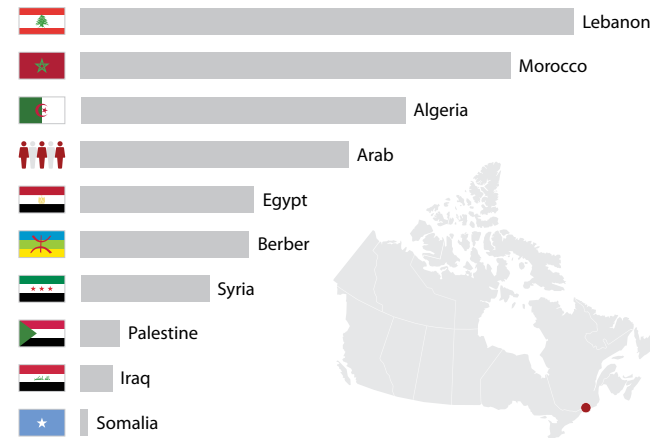 Lebanon
Morocco
Algeria
Arab
Egypt
Berber
Syria
Palestine
Iraq
Somalia